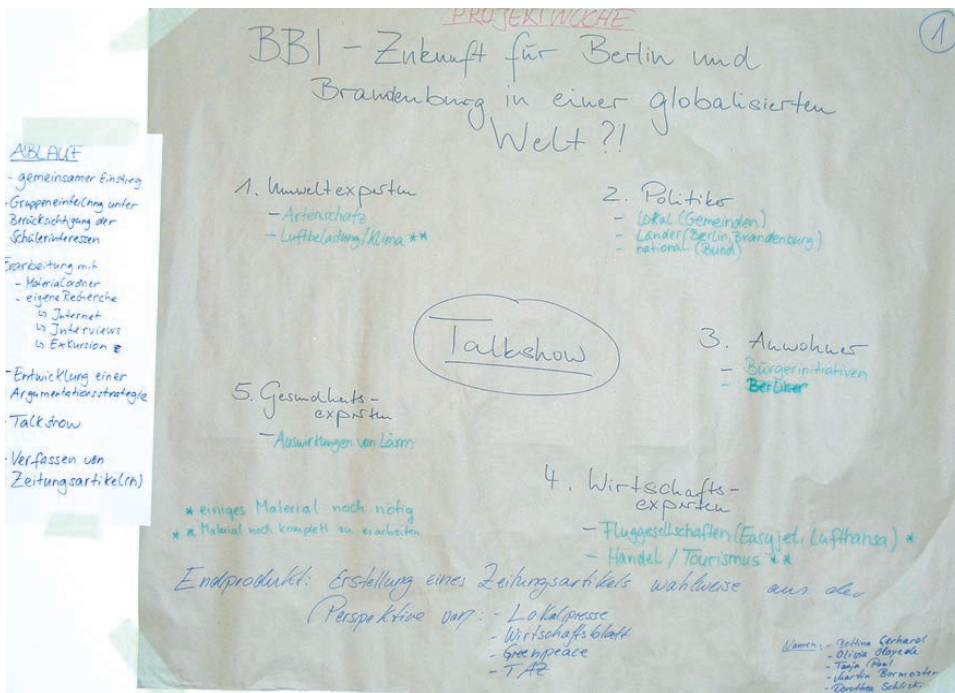 PROJEKTWOCHE
1
BBI - Zukunft für Berlin und
Brandenburg in einer globalisierten
Welt ?!
ABLAUF
- gemeinsamer Einstieg
- Gruppeneinteilung unter
Berücksichtigung der
Schülerinteressen
Erarbeitung mit
- Materialordner
- eigene Recherche
↳ Internet
↳ Interviews
↳ Exkursion *
- Entwicklung einer
Argumentationsstrategie
- Talkshow
- Verfassen von
Zeitungsartike(ln)
1. Umweltexperten
- Artenschutz
- Luftbelastung/Klima **
2. Politiker
- lokal (Gemeinden)
- Länder (Berlin, Brandenburg)
- national (Bund)
Talkshow
3. Anwohner
- Bürgerinitiativen
- Berliner
5. Gesundheits-
experten
- Auswirkungen von Lärm
4. Wirtschafts-
experten
- Fluggesellschaften (Easyjet, Lufthansa) *
- Handel / Tourismus **
* einiges Material noch nötig
** Material noch komplett zu erarbeiten
Endprodukt: Erstellung eines Zeitungsartikels wahlweise aus der
Perspektive von: - Lokalpresse
- Wirtschaftsblatt
- Greenpeace
- TAZ
Namen: - Bettina Gerhard
- Olivia
- Tanja Paul
- Martin Bormeister
- Dorothea